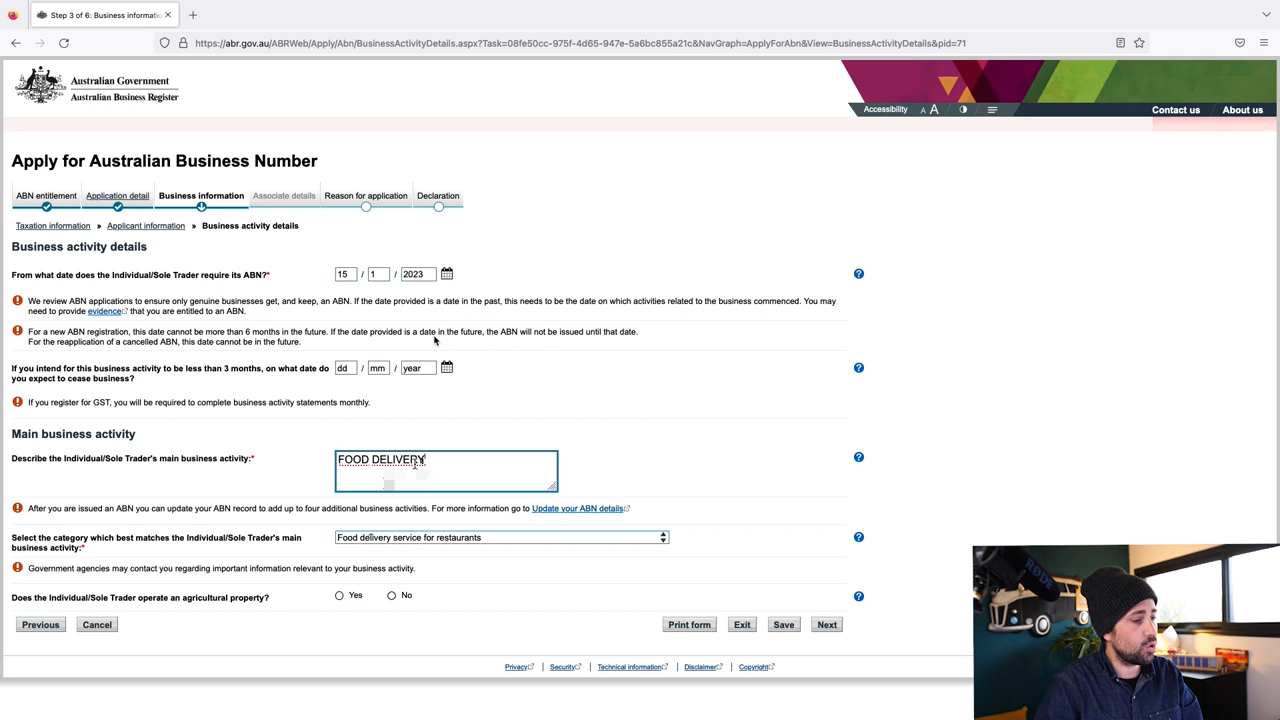 Step 3 of 6: Business informati
https://abr.gov.au/ABRWeb/Apply/Abn/BusinessActivityDetails.aspx?Task=08fe50cc-975f-4d65-947e-5a6bc855a21c&NavGraph=ApplyForAbn&View=BusinessActivityDetails&pid=71
Australian Government
Australian Business Register
Accessibility A A
Contact us About us
Apply for Australian Business Number
ABN entitlement Application detail Business information Associate details Reason for application Declaration
Taxation information » Applicant information » Business activity details
Business activity details
From what date does the Individual/Sole Trader require its ABN?* 15 / 1 / 2023
We review ABN applications to ensure only genuine businesses get, and keep, an ABN. If the date provided is a date in the past, this needs to be the date on which activities related to the business commenced. You may
need to provide evidence that you are entitled to an ABN.
For a new ABN registration, this date cannot be more than 6 months in the future. If the date provided is a date in the future, the ABN will not be issued until that date.
For the reapplication of a cancelled ABN, this date cannot be in the future.
If you intend for this business activity to be less than 3 months, on what date do dd / mm / year
you expect to cease business?
If you register for GST, you will be required to complete business activity statements monthly.
Main business activity
Describe the Individual/Sole Trader's main business activity:* FOOD DELIVERY
After you are issued an ABN you can update your ABN record to add up to four additional business activities. For more information go to Update your ABN details
Select the category which best matches the Individual/Sole Trader's main Food delivery service for restaurants
business activity:*
Government agencies may contact you regarding important information relevant to your business activity.
Does the Individual/Sole Trader operate an agricultural property? Yes No
Previous Cancel Print form Exit Save Next
Privacy | Security | Technical information | Disclaimer | Copyright
RØDE